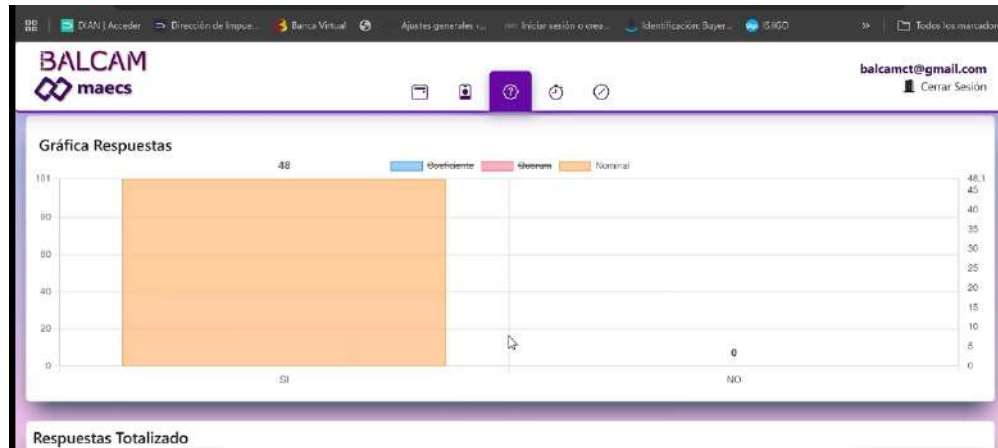 DIAN | Acceder Dirección de Impue... Banca Virtual Ajustes generales Iniciar sesión o crea... Identificación: Buyer... Todos los marcador
BALCAM
maecs
balcamct@gmail.com
Cerrar Sesión
Gráfica Respuestas
48 Coeficiente Quorum Nominal
101 48,1
45
80 40
35
60 30
25
40 20
15
20 10
5
0 0
0
SI NO
Respuestas Totalizado